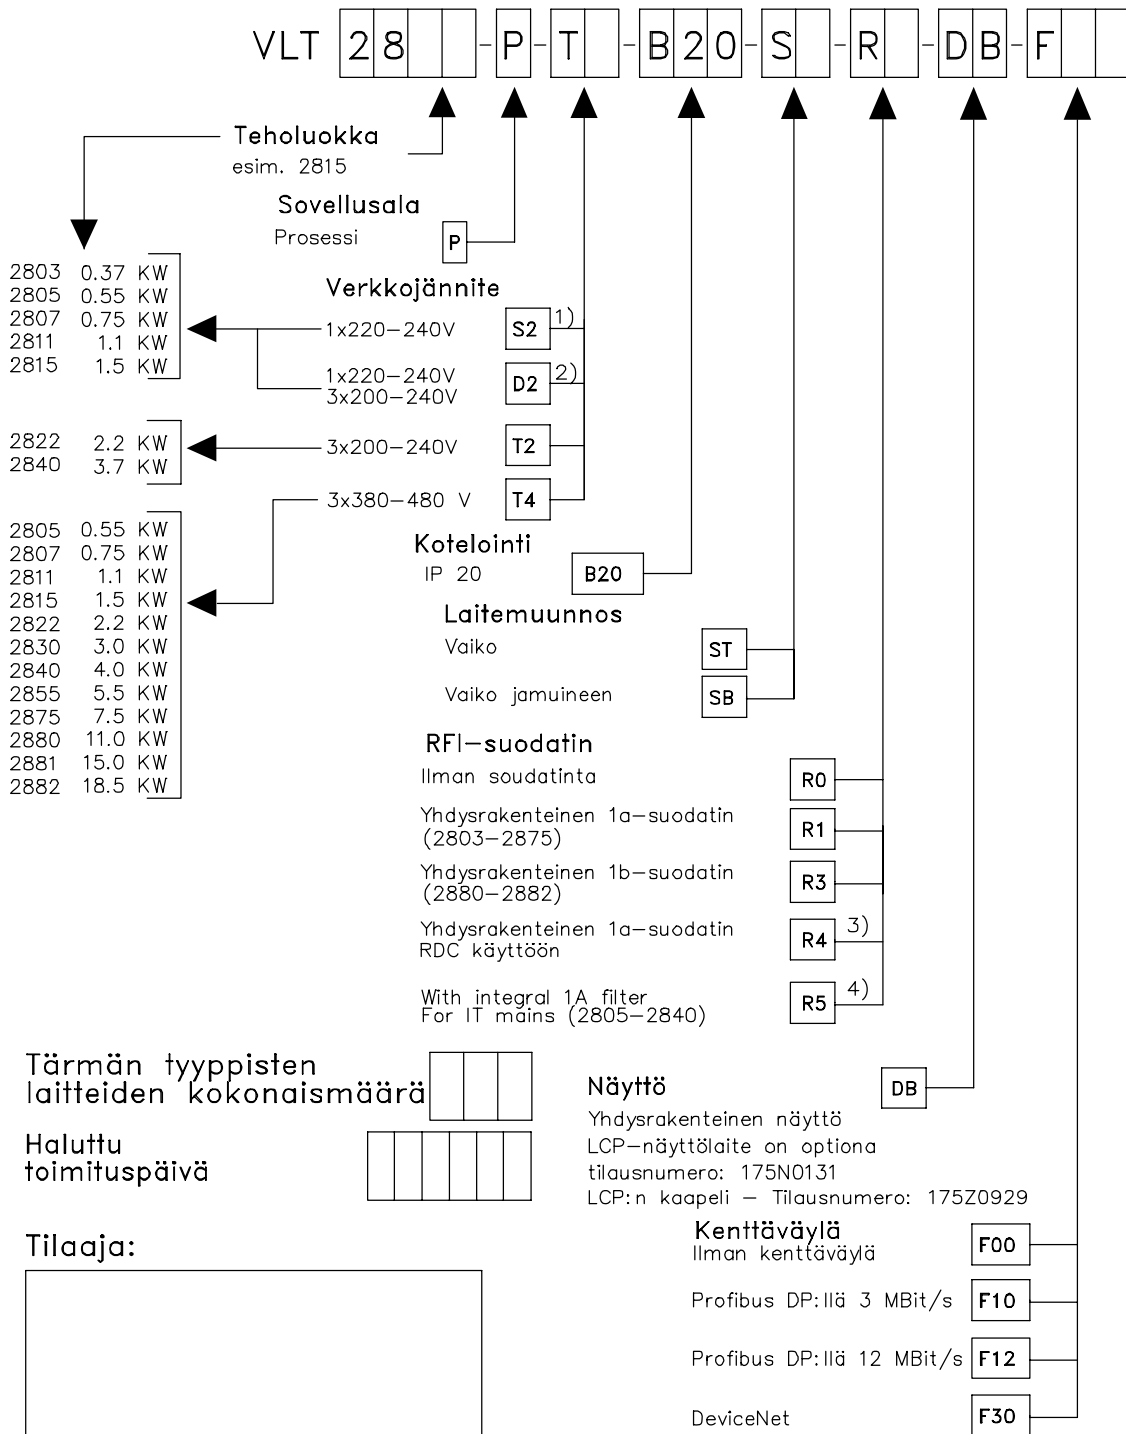 VLT 28 -P-T -B20-S -R -DB-F
Teholuokka
esim. 2815
Sovellusala
Prosessi P
2803 0.37 KW
2805 0.55 KW
2807 0.75 KW
2811 1.1 KW
2815 1.5 KW
Verkkojännite
1x220-240V S2 1)
1x220-240V
3x200-240V D2 2)
2822 2.2 KW
2840 3.7 KW
3x200-240V T2
3x380-480 V T4
2805 0.55 KW
2807 0.75 KW
2811 1.1 KW
2815 1.5 KW
2822 2.2 KW
2830 3.0 KW
2840 4.0 KW
2855 5.5 KW
2875 7.5 KW
2880 11.0 KW
2881 15.0 KW
2882 18.5 KW
Kotelointi
IP 20 B20
Laitemuunnos
Vaiko ST
Vaiko jamuineen SB
RFI-suodatin
Ilman soudatinta R0
Yhdysrakenteinen 1a-suodatin
(2803-2875) R1
Yhdysrakenteinen 1b-suodatin
(2880-2882) R3
Yhdysrakenteinen 1a-suodatin
RDC käyttöön R4 3)
With integral 1A filter
For IT mains (2805-2840) R5 4)
Tärmän tyyppisten
laitteiden kokonaismäärä
Haluttu
toimituspäivä
Tilaaja:
Näyttö DB
Yhdysrakenteinen näyttö
LCP-näyttölaite on optiona
tilausnumero: 175N0131
LCP:n kaapeli - Tilausnumero: 175Z0929
Kenttäväylä
Ilman kenttäväylä F00
Profibus DP:llä 3 MBit/s F10
Profibus DP:llä 12 MBit/s F12
DeviceNet F30